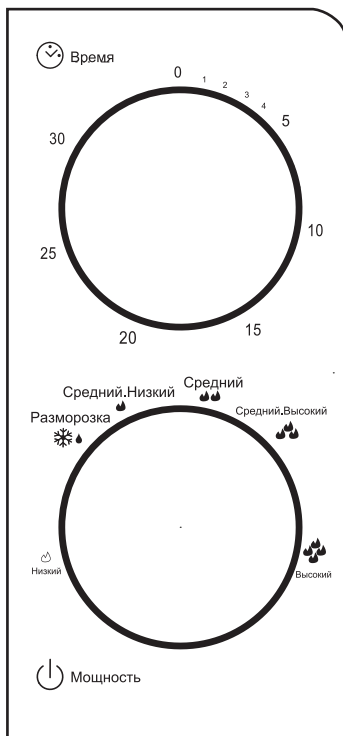 Время
0
1
2
3
4
5
10
15
20
25
30
Средний.Низкий
Средний
Средний.Высокий
Разморозка
Низкий
Высокий
Мощность